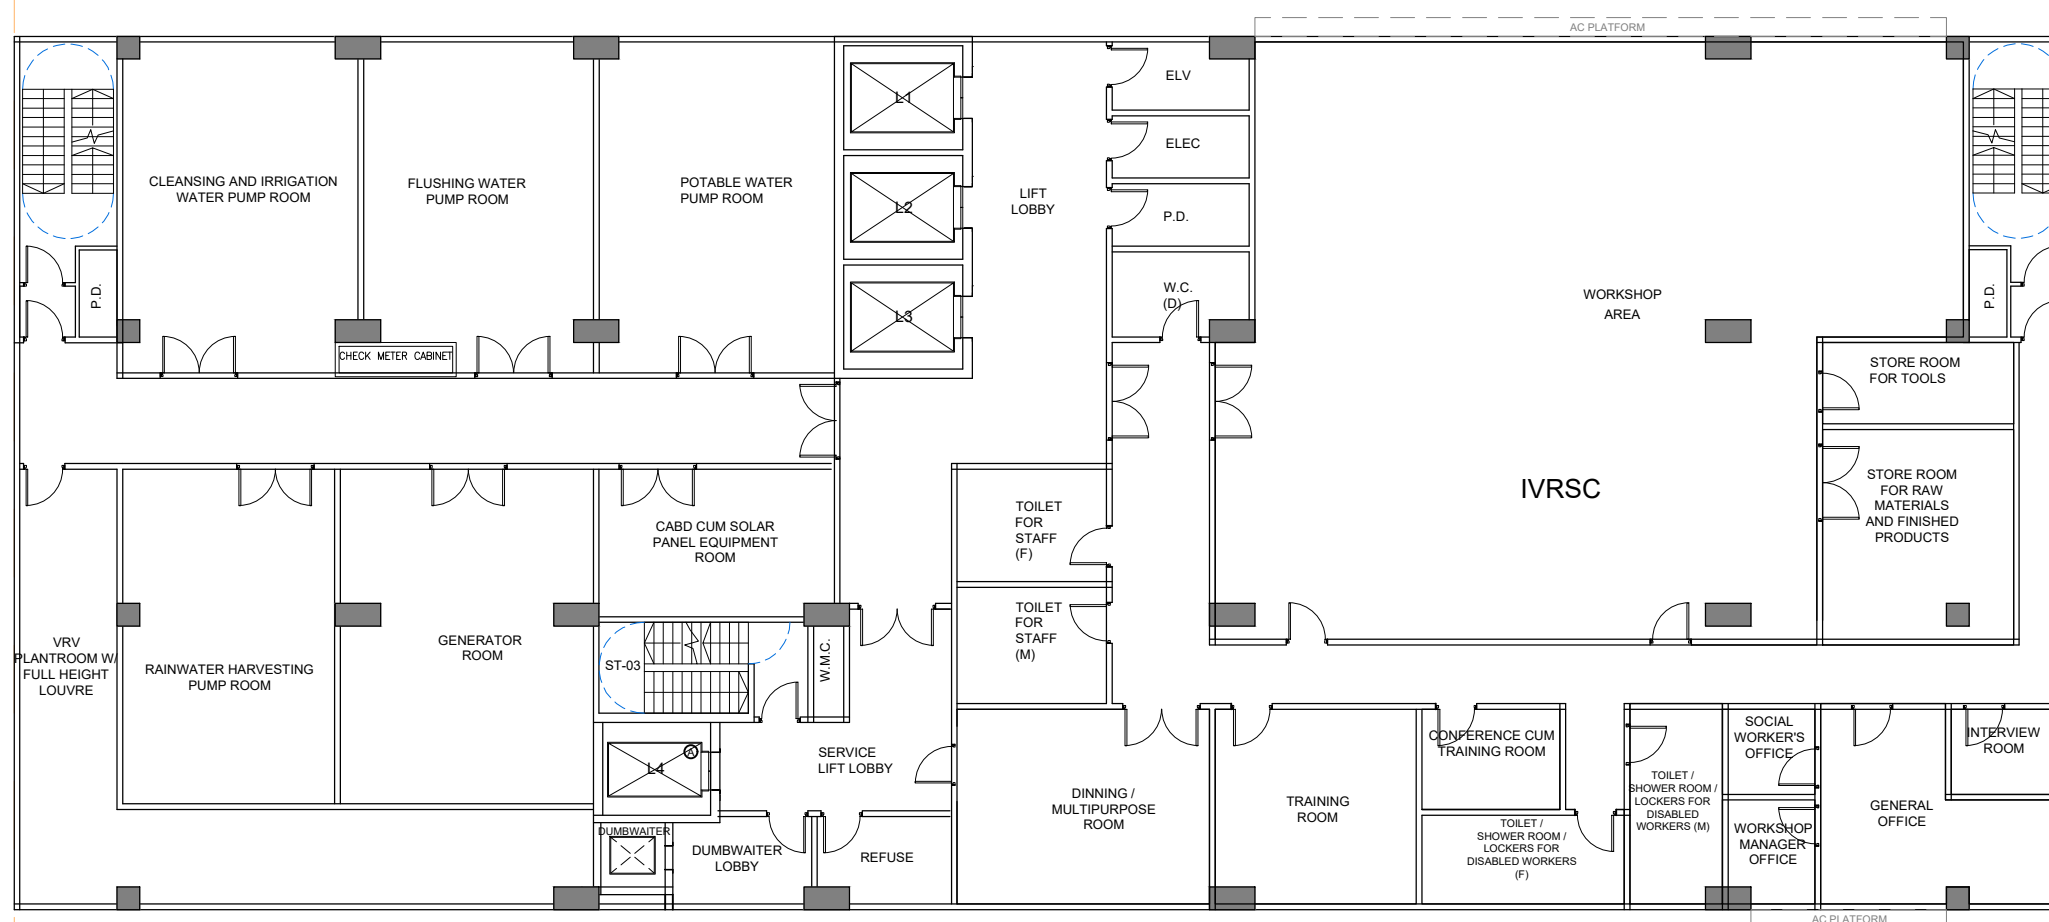 AC PLATFORM
ELV
L1
ELEC
CLEANSING AND IRRIGATION
WATER PUMP ROOM
FLUSHING WATER
PUMP ROOM
POTABLE WATER
PUMP ROOM
L2
LIFT
LOBBY
P.D.
P.D.
W.C.
(D)
L3
WORKSHOP
AREA
P.D.
CHECK METER CABINET
STORE ROOM
FOR TOOLS
IVRSC
STORE ROOM
FOR RAW
MATERIALS
AND FINISHED
PRODUCTS
TOILET
FOR
STAFF
(F)
CABD CUM SOLAR
PANEL EQUIPMENT
ROOM
TOILET
FOR
STAFF
(M)
VRV
PLANTROOM W/
FULL HEIGHT
LOUVRE
RAINWATER HARVESTING
PUMP ROOM
GENERATOR
ROOM
ST-03
W.M.C.
A
L4
SERVICE
LIFT LOBBY
CONFERENCE CUM
TRAINING ROOM
SOCIAL
WORKER'S
OFFICE
INTERVIEW
ROOM
TOILET /
SHOWER ROOM /
LOCKERS FOR
DISABLED
WORKERS (M)
DINNING /
MULTIPURPOSE
ROOM
TRAINING
ROOM
GENERAL
OFFICE
DUMBWAITER
DUMBWAITER
LOBBY
REFUSE
TOILET /
SHOWER ROOM /
LOCKERS FOR
DISABLED WORKERS
(F)
WORKSHOP
MANAGER
OFFICE
AC PLATFORM